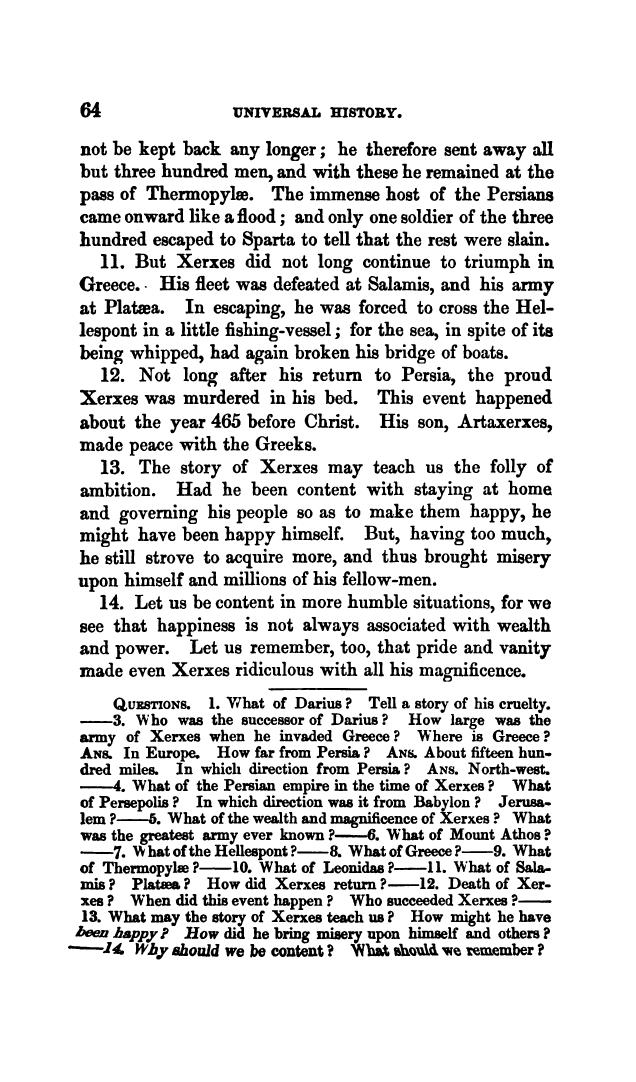 64 UNIVERSAL HISTORY.
not be kept back any longer; he therefore sent away all
but three hundred men, and with these he remained at the
pass of Thermopylæ. The immense host of the Persians
came onward like a flood; and only one soldier of the three
hundred escaped to Sparta to tell that the rest were slain.
11. But Xerxes did not long continue to triumph in
Greece. His fleet was defeated at Salamis, and his army
at Platæa. In escaping, he was forced to cross the Hel-
lespont in a little fishing-vessel; for the sea, in spite of its
being whipped, had again broken his bridge of boats.
12. Not long after his return to Persia, the proud
Xerxes was murdered in his bed. This event happened
about the year 465 before Christ. His son, Artaxerxes,
made peace with the Greeks.
13. The story of Xerxes may teach us the folly of
ambition. Had he been content with staying at home
and governing his people so as to make them happy, he
might have been happy himself. But, having too much,
he still strove to acquire more, and thus brought misery
upon himself and millions of his fellow-men.
14. Let us be content in more humble situations, for we
see that happiness is not always associated with wealth
and power. Let us remember, too, that pride and vanity
made even Xerxes ridiculous with all his magnificence.
QUESTIONS. 1. What of Darius? Tell a story of his cruelty.
——3. Who was the successor of Darius? How large was the
army of Xerxes when he invaded Greece? Where is Greece?
ANS. In Europe. How far from Persia? ANS. About fifteen hun-
dred miles. In which direction from Persia? ANS. North-west.
——4. What of the Persian empire in the time of Xerxes? What
of Persepolis? In which direction was it from Babylon? Jerusa-
lem?——5. What of the wealth and magnificence of Xerxes? What
was the greatest army ever known?——6. What of Mount Athos?
——7. What of the Hellespont?——8. What of Greece?——9. What
of Thermopylæ?——10. What of Leonidas?——11. What of Sala-
mis? Platæa? How did Xerxes return?——12. Death of Xer-
xes? When did this event happen? Who succeeded Xerxes?——
13. What may the story of Xerxes teach us? How might he have
been happy? How did he bring misery upon himself and others?
——14. Why should we be content? What should we remember?